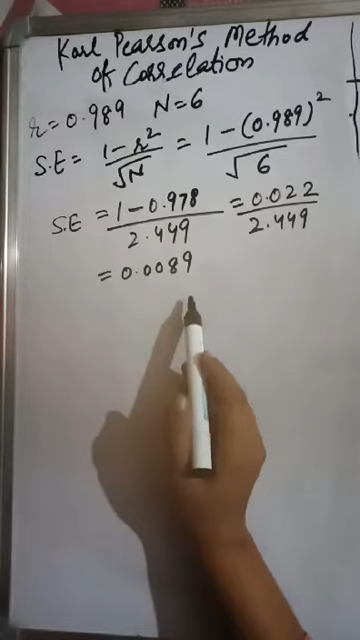 Karl Pearson's Method
of Correlation
r = 0.989 N = 6
S.E = 1 - r² / √N = 1 - (0.989)² / √6
S.E = 1 - 0.978 / 2.449 = 0.022 / 2.449
= 0.0089